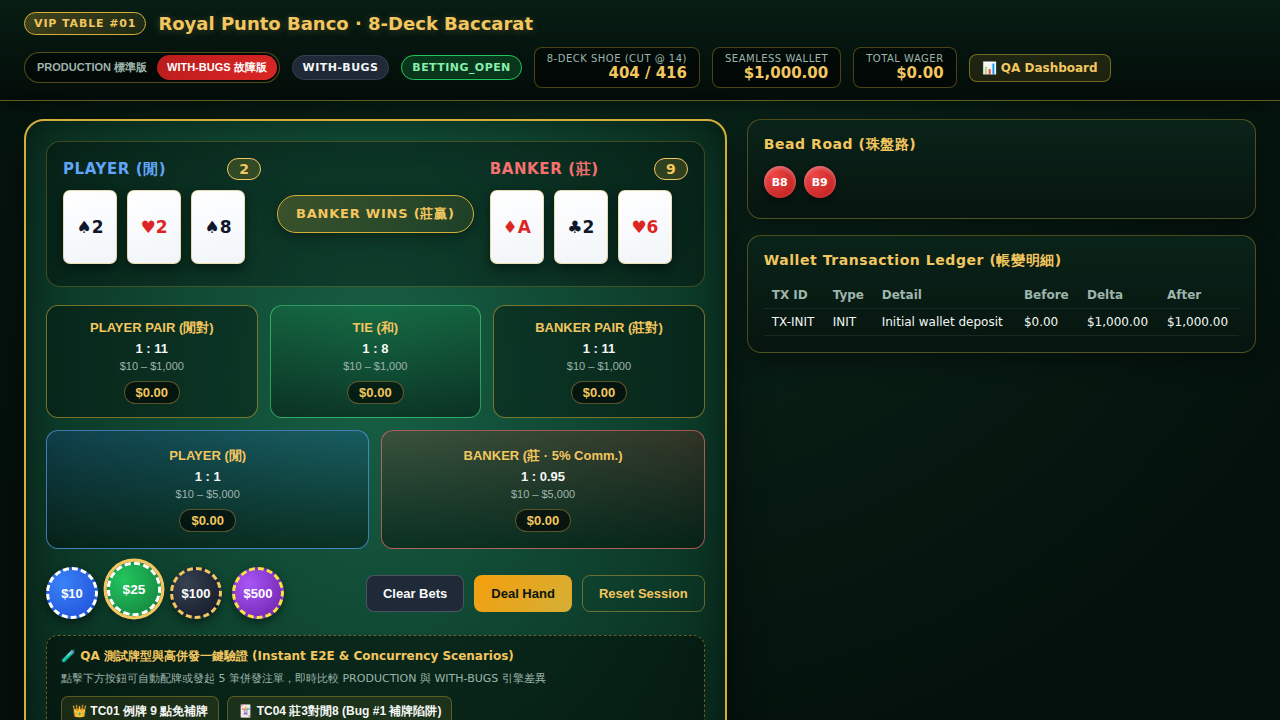 VIP TABLE #01
Royal Punto Banco · 8-Deck Baccarat
PRODUCTION 標準版
WITH-BUGS 故障版
WITH-BUGS
BETTING_OPEN
8-DECK SHOE (CUT @ 14)
404 / 416
SEAMLESS WALLET
$1,000.00
TOTAL WAGER
$0.00
📊 QA Dashboard
PLAYER (閒)
2
♠2
♥2
♠8
BANKER WINS (莊贏)
BANKER (莊)
9
♦A
♣2
♥6
PLAYER PAIR (閒對)
1 : 11
$10 – $1,000
$0.00
TIE (和)
1 : 8
$10 – $1,000
$0.00
BANKER PAIR (莊對)
1 : 11
$10 – $1,000
$0.00
PLAYER (閒)
1 : 1
$10 – $5,000
$0.00
BANKER (莊 · 5% Comm.)
1 : 0.95
$10 – $5,000
$0.00
$10
$25
$100
$500
Clear Bets
Deal Hand
Reset Session
🧪 QA 測試牌型與高併發一鍵驗證 (Instant E2E & Concurrency Scenarios)
點擊下方按鈕可自動配牌或發起 5 筆併發注單，即時比較 PRODUCTION 與 WITH-BUGS 引擎差異
👑 TC01 例牌 9 點免補牌
🃏 TC04 莊3對閒8 (Bug #1 補牌陷阱)
Bead Road (珠盤路)
B8
B9
Wallet Transaction Ledger (帳變明細)
TX ID Type Detail Before Delta After
TX-INIT INIT Initial wallet deposit $0.00 $1,000.00 $1,000.00